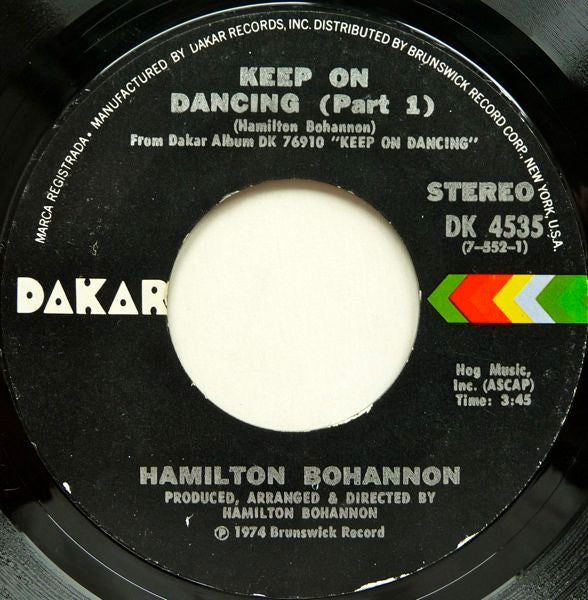 MARCA REGISTRADA • MANUFACTURED BY DAKAR RECORDS, INC. DISTRIBUTED BY BRUNSWICK RECORD CORP. NEW YORK, U.S.A.
KEEP ON
DANCING (Part 1)
(Hamilton Bohannon)
From Dakar Album DK 76910 "KEEP ON DANCING"
STEREO
DK 4535
(7-552-1)
DAKAR
Hog Music,
Inc. (ASCAP)
Time: 3:45
HAMILTON BOHANNON
PRODUCED, ARRANGED & DIRECTED BY
HAMILTON BOHANNON
℗ 1974 Brunswick Record